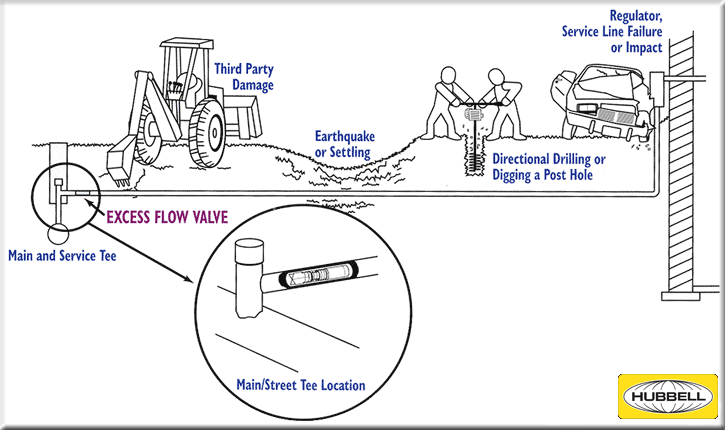 Regulator,
Service Line Failure
or Impact
Third Party
Damage
Earthquake
or Settling
Directional Drilling or
Digging a Post Hole
EXCESS FLOW VALVE
Main and Service Tee
Main/Street Tee Location
HUBBELL